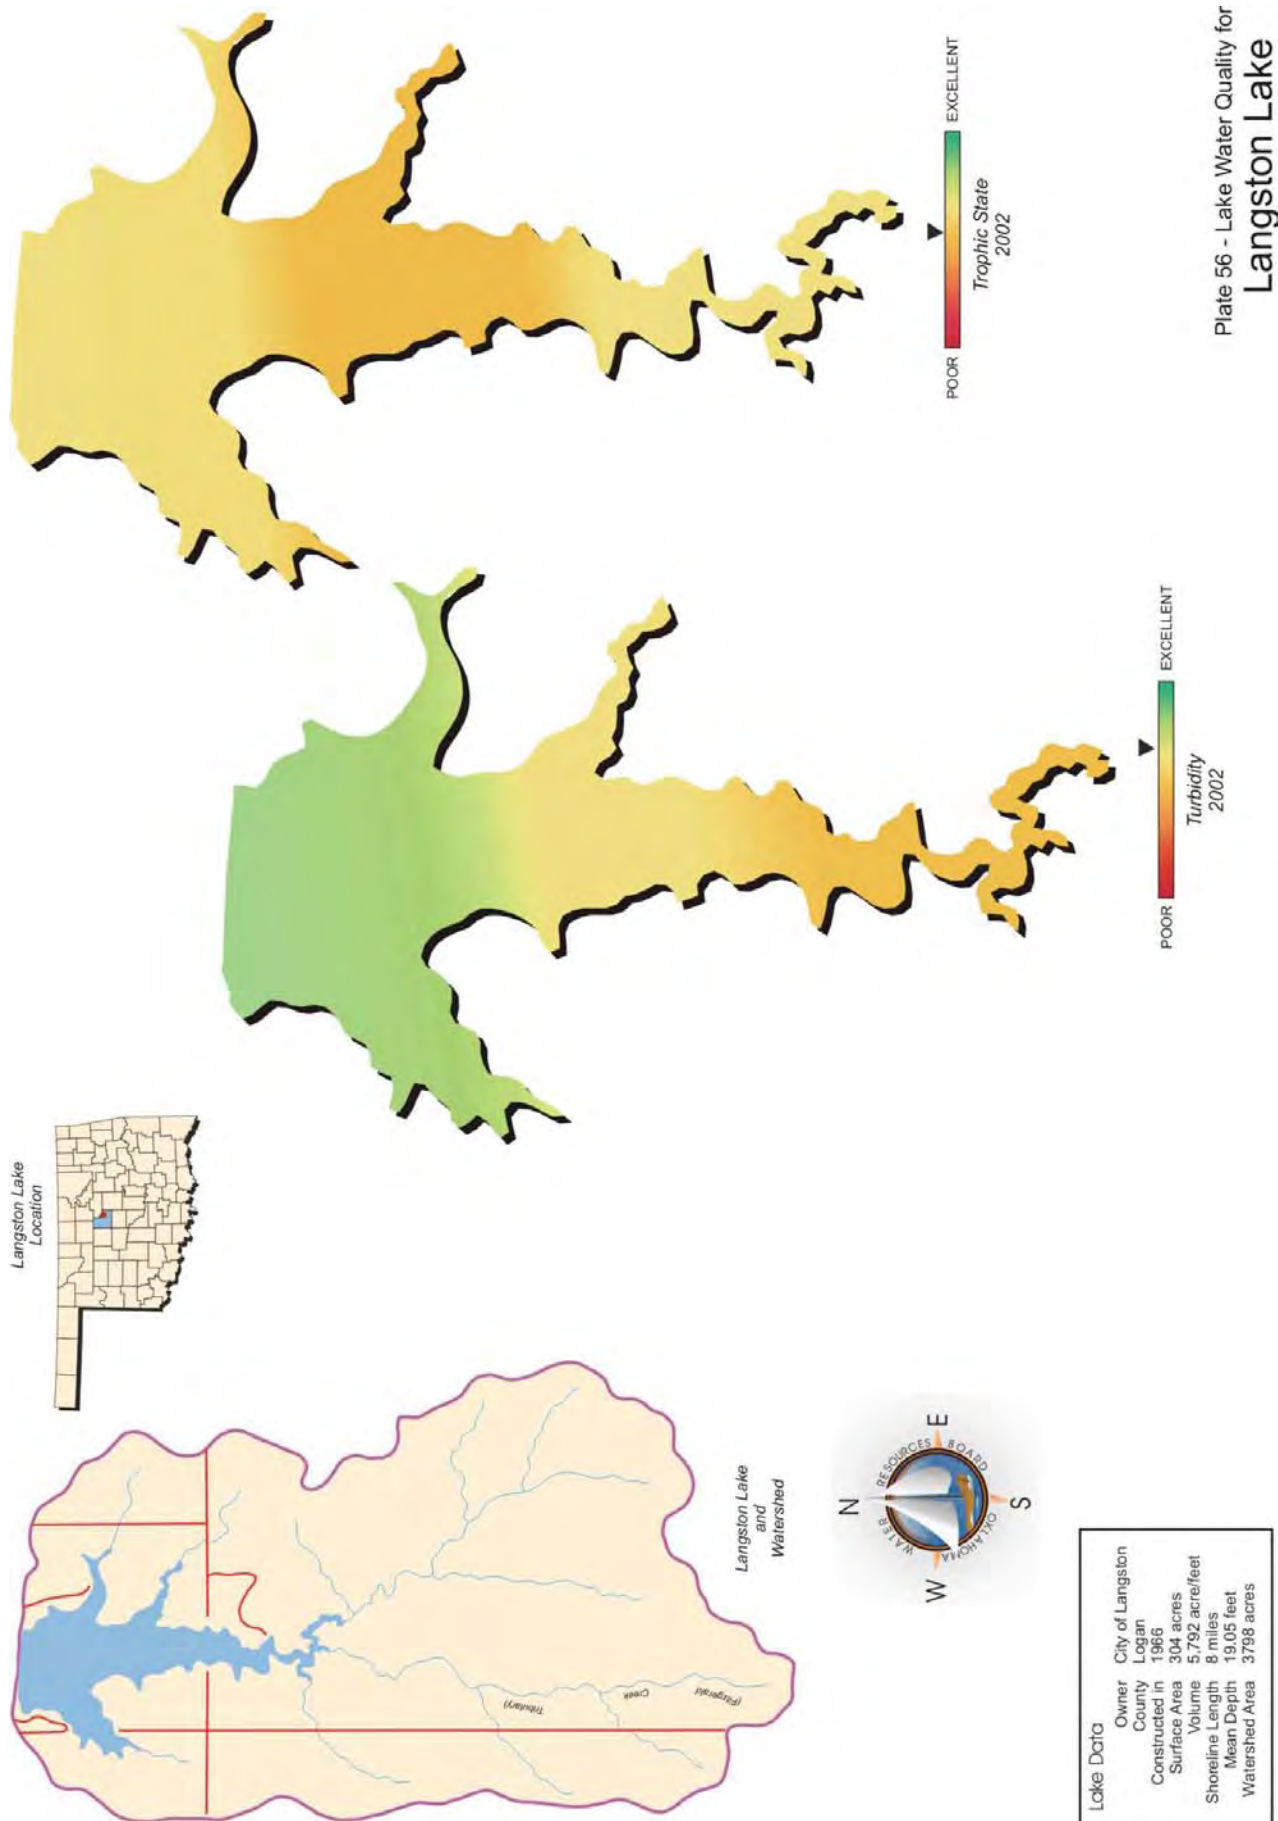 Plate 56 - Lake Water Quality for
Langston Lake
POOR
EXCELLENT
Trophic State
2002
POOR
EXCELLENT
Turbidity
2002
Langston Lake
Location
(Fitzgerald
Creek
Tributary)
Langston Lake
and
Watershed
N
E
S
W
OKLAHOMA WATER RESOURCES BOARD
Lake Data
Owner City of Langston
County Logan
Constructed in 1966
Surface Area 304 acres
Volume 5,792 acre/feet
Shoreline Length 8 miles
Mean Depth 19.05 feet
Watershed Area 3798 acres